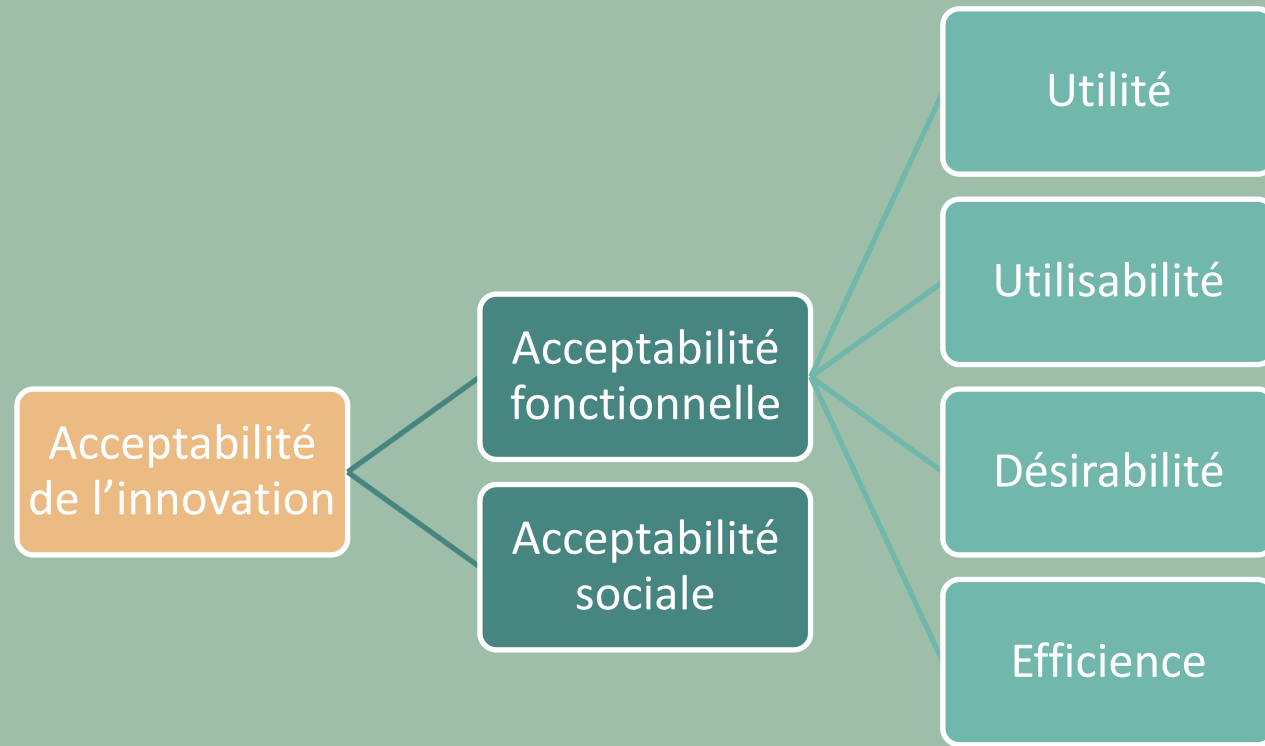 Acceptabilité
de l’innovation
Acceptabilité
fonctionnelle
Acceptabilité
sociale
Utilité
Utilisabilité
Désirabilité
Efficience